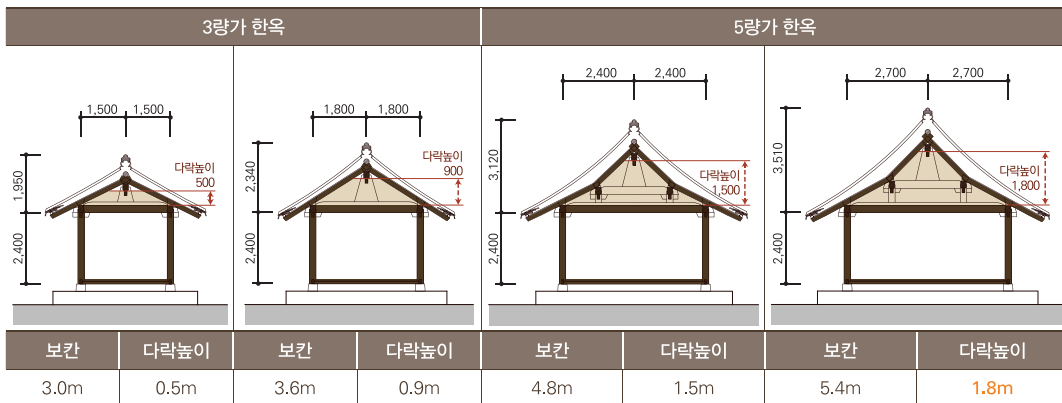 3량가 한옥
5량가 한옥
1,500 1,500
다락높이
500
1,950
2,400
1,800 1,800
다락높이
900
2,340
2,400
2,400 2,400
다락높이
1,500
3,120
2,400
2,700 2,700
다락높이
1,800
3,510
2,400
보칸 다락높이 보칸 다락높이 보칸 다락높이 보칸 다락높이
3.0m 0.5m 3.6m 0.9m 4.8m 1.5m 5.4m 1.8m